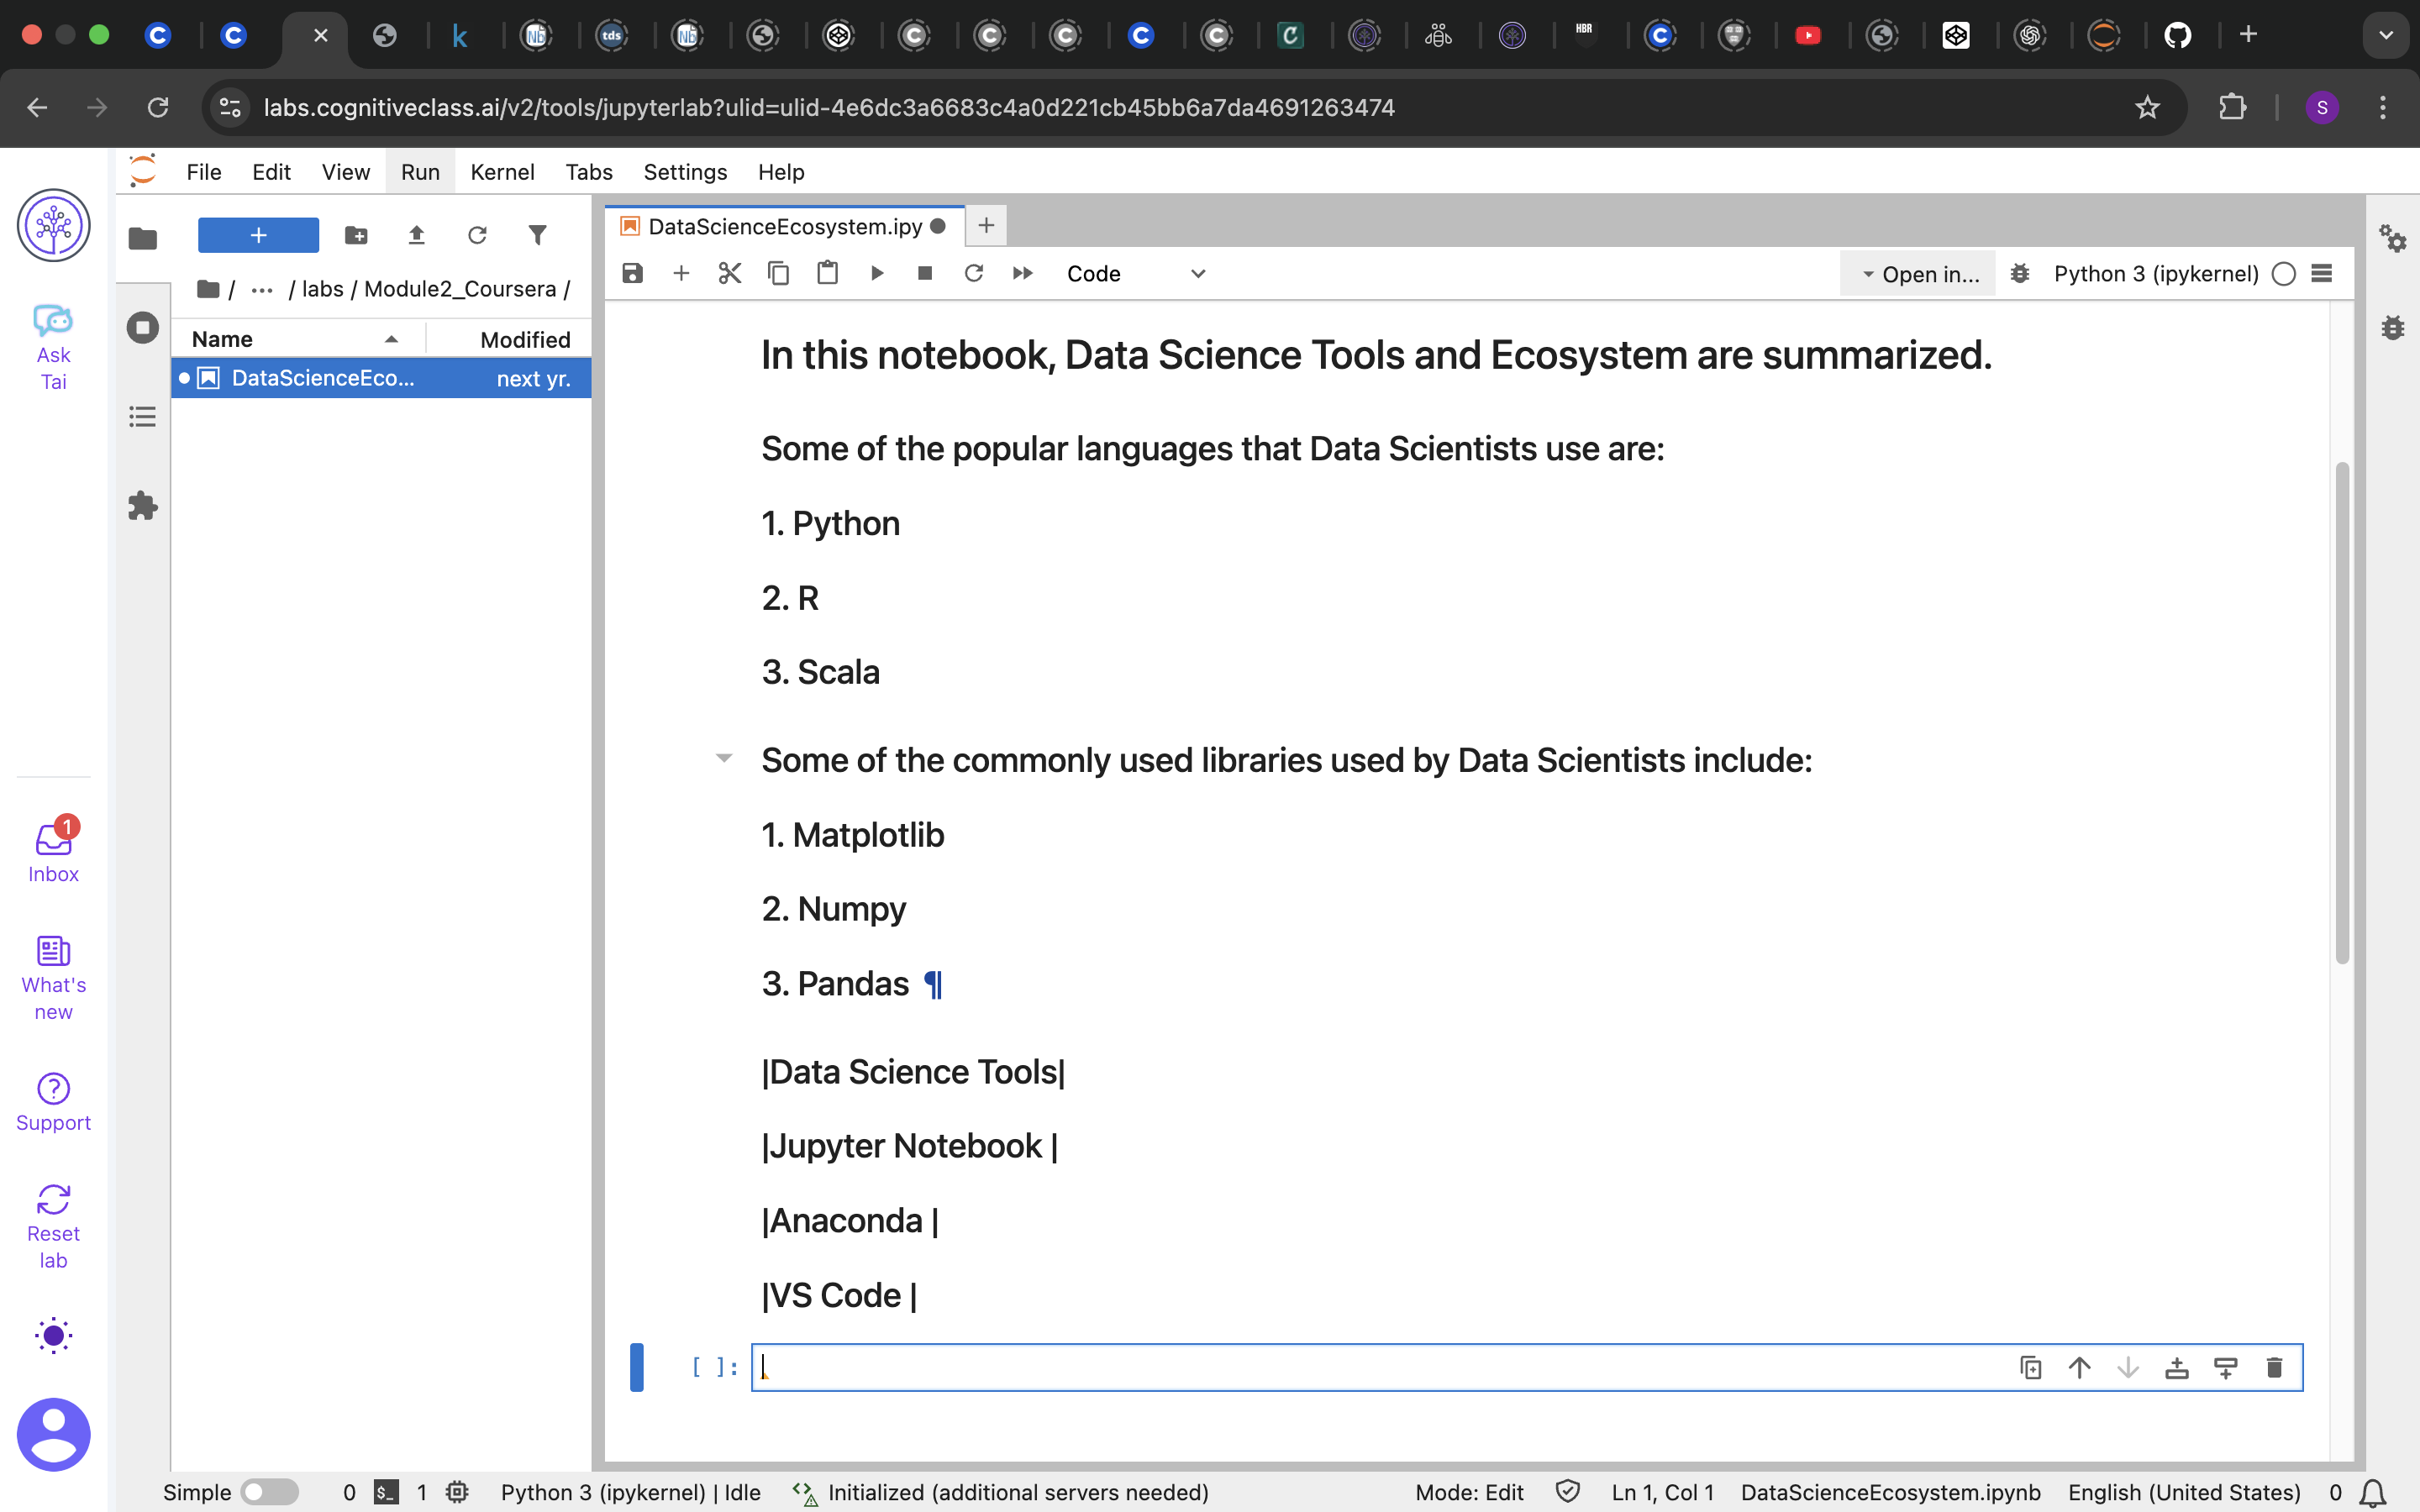 tds
HBR
labs.cognitiveclass.ai/v2/tools/jupyterlab?ulid=ulid-4e6dc3a6683c4a0d221cb45bb6a7da4691263474
S
File Edit View Run Kernel Tabs Settings Help
DataScienceEcosystem.ipy
/ ... / labs / Module2_Coursera /
Code
Open in...
Python 3 (ipykernel)
Name Modified
DataScienceEco... next yr.
Ask
Tai
1
Inbox
What's
new
Support
Reset
lab
In this notebook, Data Science Tools and Ecosystem are summarized.
Some of the popular languages that Data Scientists use are:
1. Python
2. R
3. Scala
Some of the commonly used libraries used by Data Scientists include:
1. Matplotlib
2. Numpy
3. Pandas ¶
|Data Science Tools|
|Jupyter Notebook |
|Anaconda |
|VS Code |
[ ]:
Simple 0 $_ 1 Python 3 (ipykernel) | Idle Initialized (additional servers needed) Mode: Edit Ln 1, Col 1 DataScienceEcosystem.ipynb English (United States) 0